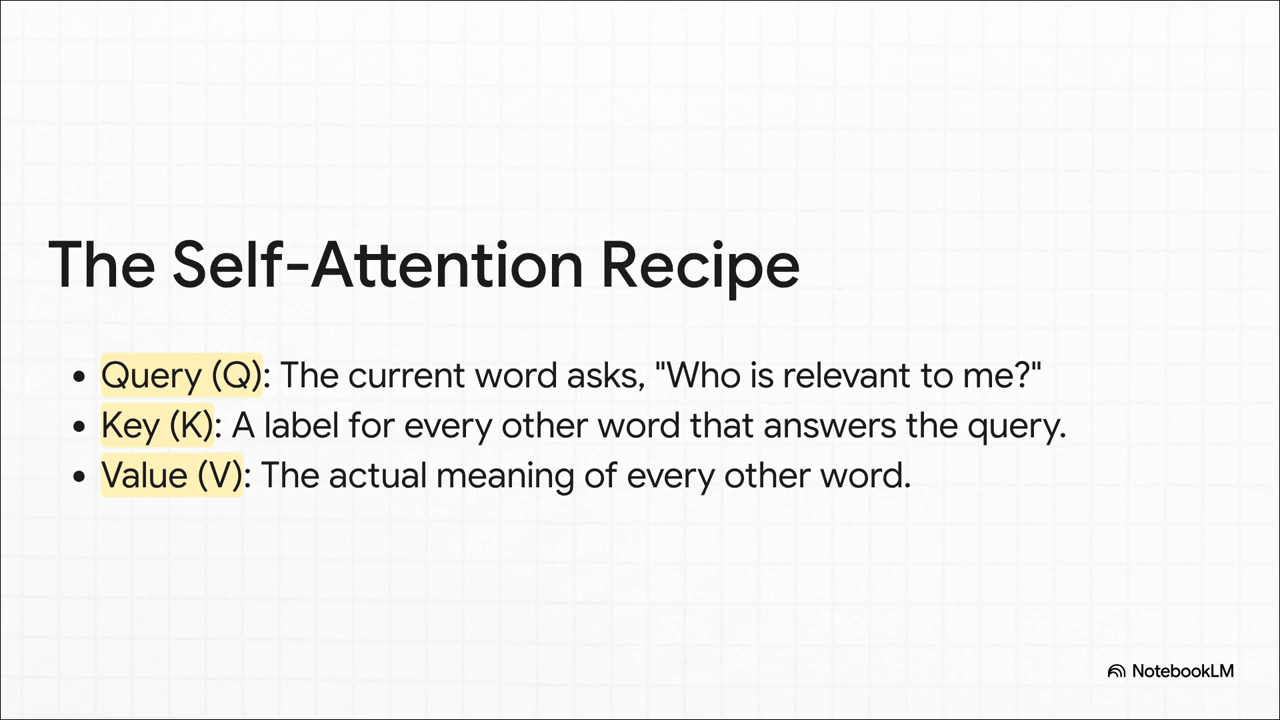 The Self-Attention Recipe
• Query (Q): The current word asks, "Who is relevant to me?"
• Key (K): A label for every other word that answers the query.
• Value (V): The actual meaning of every other word.
NotebookLM